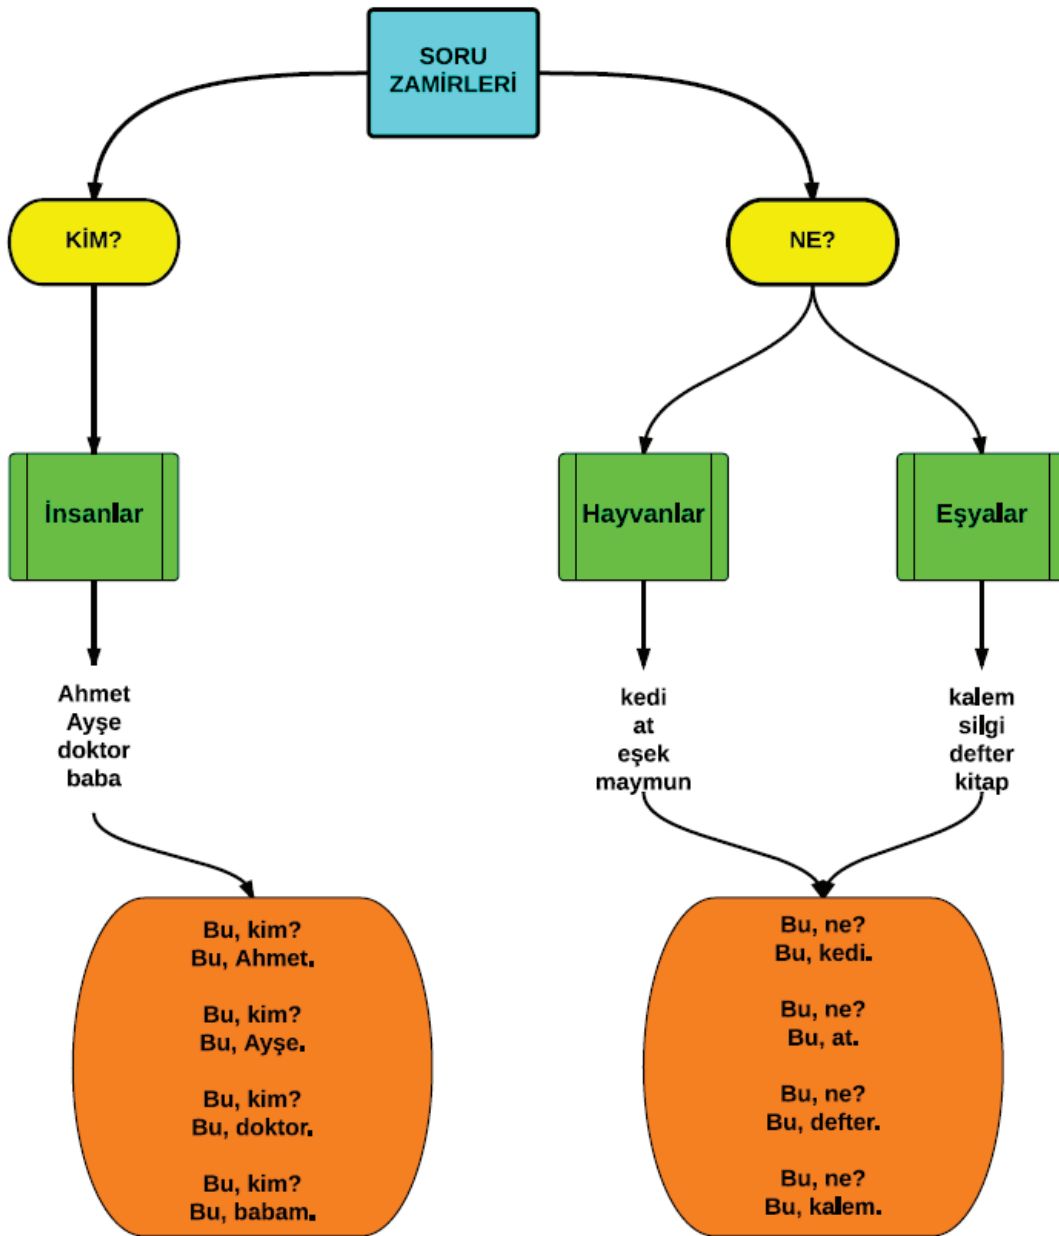 SORU
ZAMİRLERİ
KİM?
NE?
İnsanlar
Hayvanlar
Eşyalar
Ahmet
Ayşe
doktor
baba
kedi
at
eşek
maymun
kalem
silgi
defter
kitap
Bu, kim?
Bu, Ahmet.
Bu, kim?
Bu, Ayşe.
Bu, kim?
Bu, doktor.
Bu, kim?
Bu, babam.
Bu, ne?
Bu, kedi.
Bu, ne?
Bu, at.
Bu, ne?
Bu, defter.
Bu, ne?
Bu, kalem.